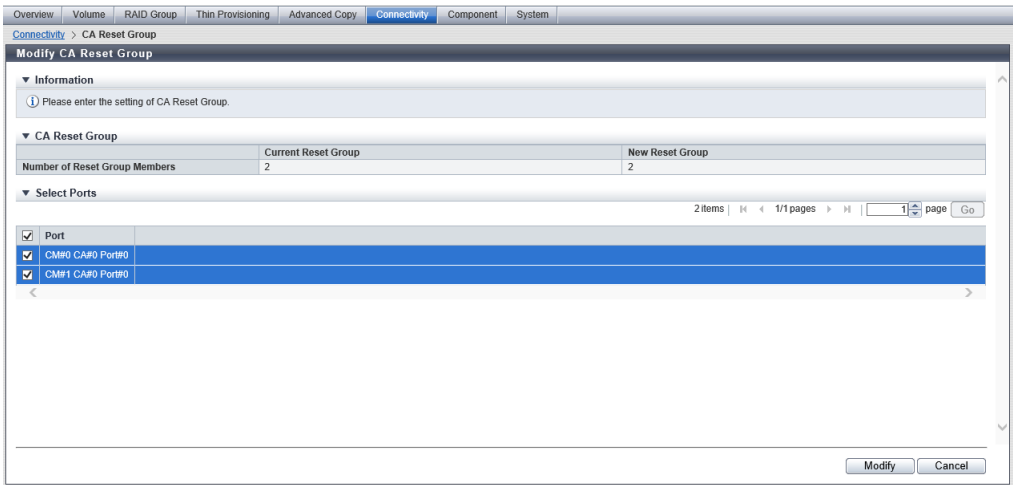 Overview Volume RAID Group Thin Provisioning Advanced Copy Connectivity Component System
Connectivity > CA Reset Group
Modify CA Reset Group
Information
Please enter the setting of CA Reset Group.
CA Reset Group
Current Reset Group New Reset Group
Number of Reset Group Members 2 2
Select Ports
2 items | 1/1 pages | 1 page Go
Port
CM#0 CA#0 Port#0
CM#1 CA#0 Port#0
Modify Cancel